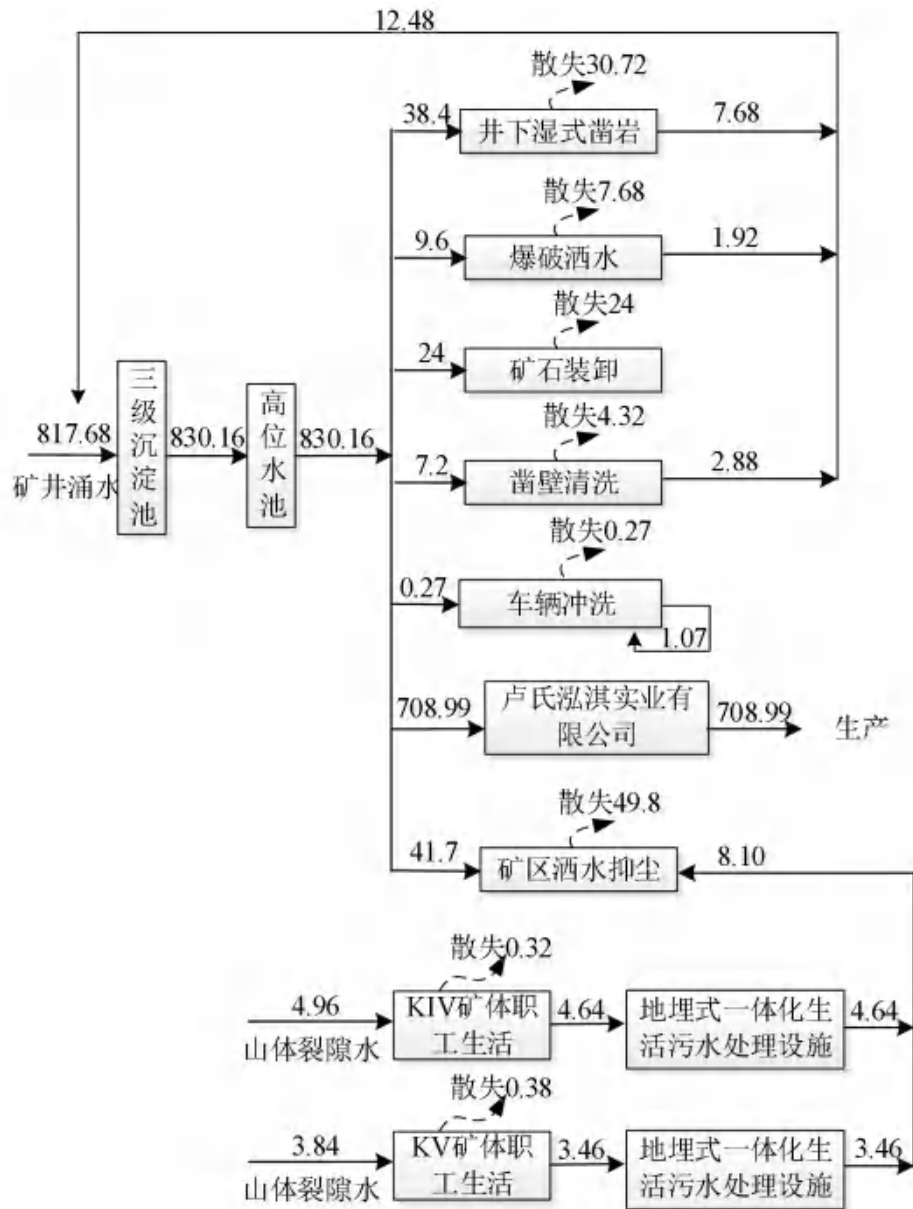 12.48
散失30.72
38.4
井下湿式凿岩
7.68
散失7.68
9.6
爆破洒水
1.92
散失24
24
矿石装卸
817.68
矿井涌水
三级沉淀池
830.16
高位水池
830.16
散失4.32
7.2
凿壁清洗
2.88
散失0.27
0.27
车辆冲洗
1.07
708.99
卢氏泓淇实业有
限公司
708.99
生产
散失49.8
41.7
矿区洒水抑尘
8.10
散失0.32
4.96
山体裂隙水
KIV矿体职
工生活
4.64
地埋式一体化生
活污水处理设施
4.64
散失0.38
3.84
山体裂隙水
KV矿体职
工生活
3.46
地埋式一体化生
活污水处理设施
3.46